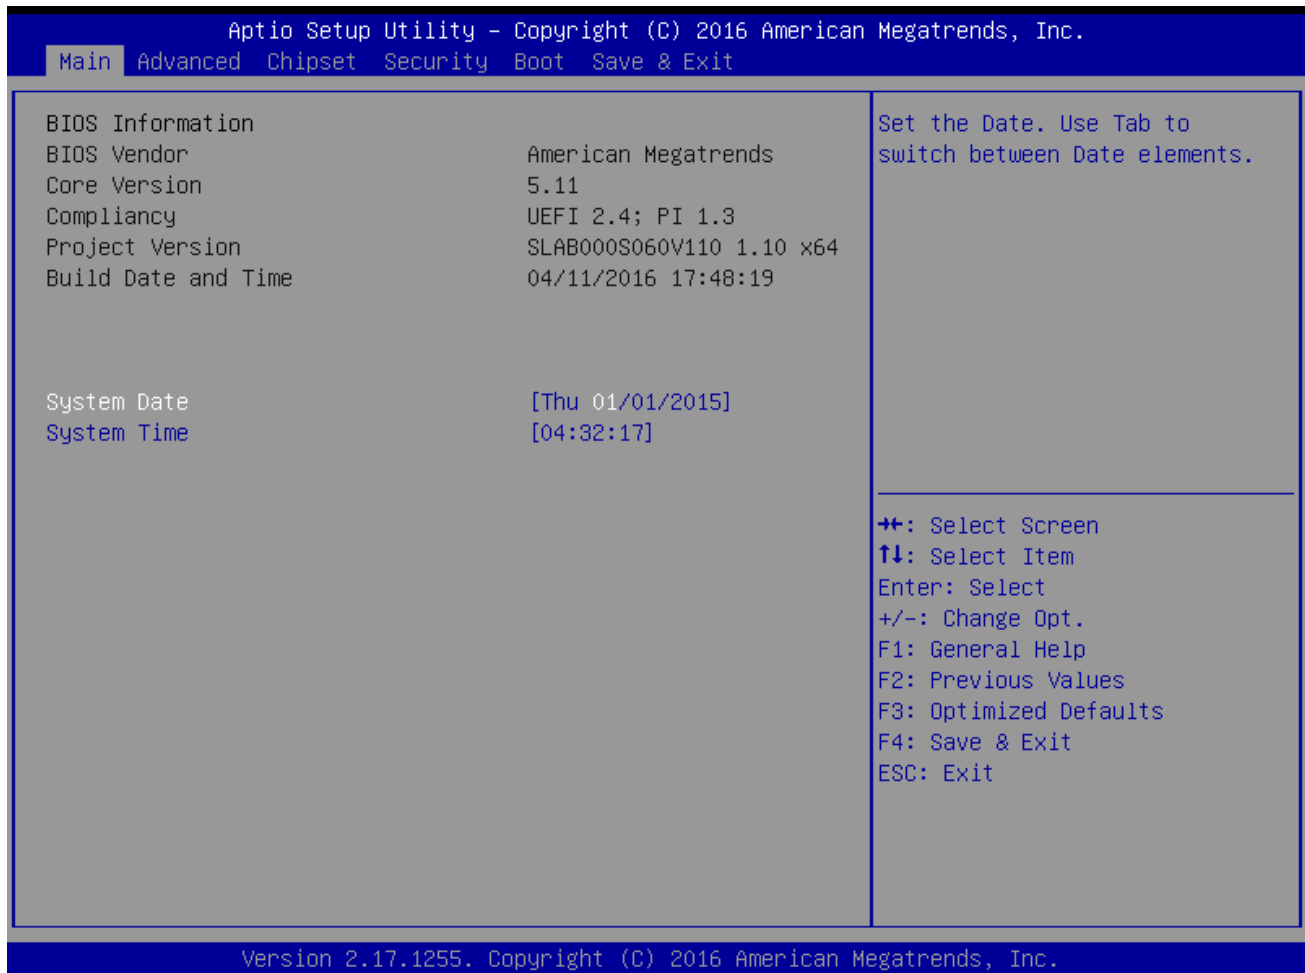 Aptio Setup Utility – Copyright (C) 2016 American Megatrends, Inc.
Main Advanced Chipset Security Boot Save & Exit
BIOS Information
BIOS Vendor American Megatrends
Core Version 5.11
Compliancy UEFI 2.4; PI 1.3
Project Version SLAB000S060V110 1.10 x64
Build Date and Time 04/11/2016 17:48:19
System Date [Thu 01/01/2015]
System Time [04:32:17]
Set the Date. Use Tab to
switch between Date elements.
→←: Select Screen
↑↓: Select Item
Enter: Select
+/-: Change Opt.
F1: General Help
F2: Previous Values
F3: Optimized Defaults
F4: Save & Exit
ESC: Exit
Version 2.17.1255. Copyright (C) 2016 American Megatrends, Inc.